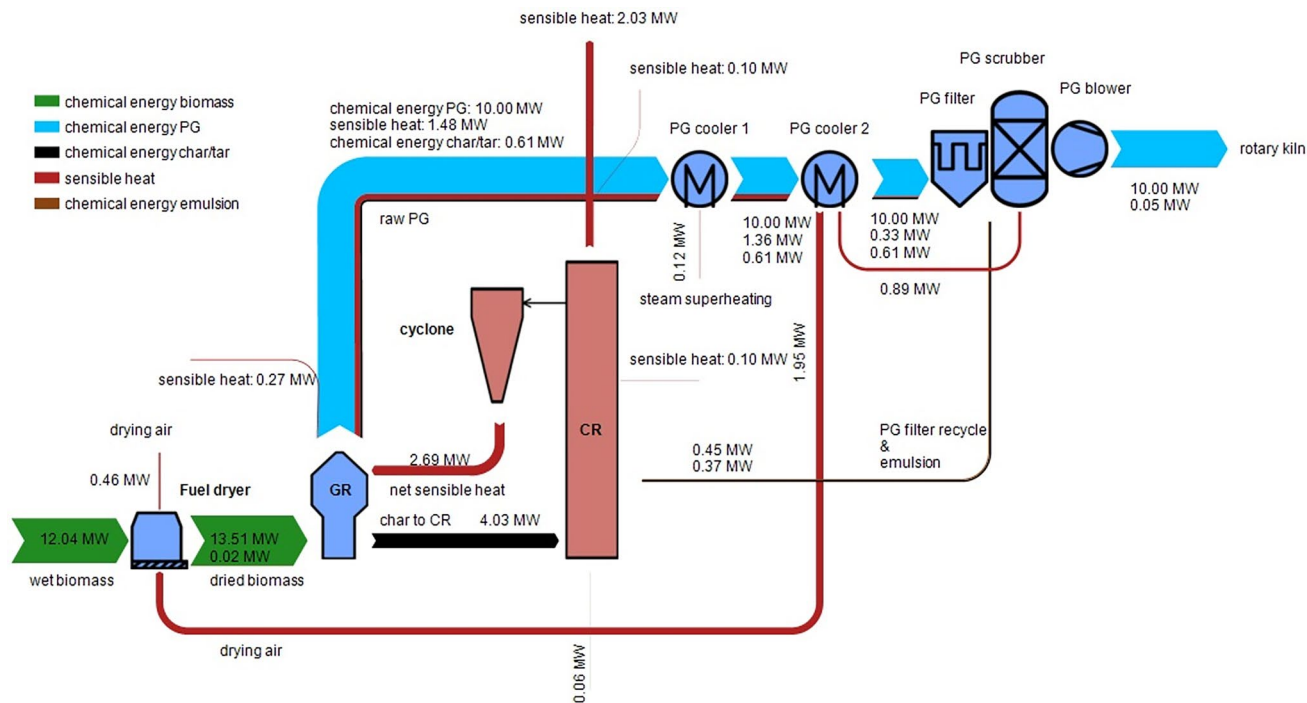 sensible heat: 2.03 MW
sensible heat: 0.10 MW
PG scrubber
PG filter
PG blower
chemical energy biomass
chemical energy PG
chemical energy char/tar
sensible heat
chemical energy emulsion
chemical energy PG: 10.00 MW
sensible heat: 1.48 MW
chemical energy char/tar: 0.61 MW
PG cooler 1
PG cooler 2
rotary kiln
10.00 MW
0.05 MW
raw PG
0.12 MW
10.00 MW
1.36 MW
0.61 MW
10.00 MW
0.33 MW
0.61 MW
0.89 MW
steam superheating
cyclone
sensible heat: 0.10 MW
1.95 MW
sensible heat: 0.27 MW
CR
drying air
0.46 MW
Fuel dryer
GR
2.69 MW
net sensible heat
0.45 MW
0.37 MW
PG filter recycle
&
emulsion
char to CR
4.03 MW
12.04 MW
13.51 MW
0.02 MW
wet biomass
dried biomass
drying air
0.06 MW